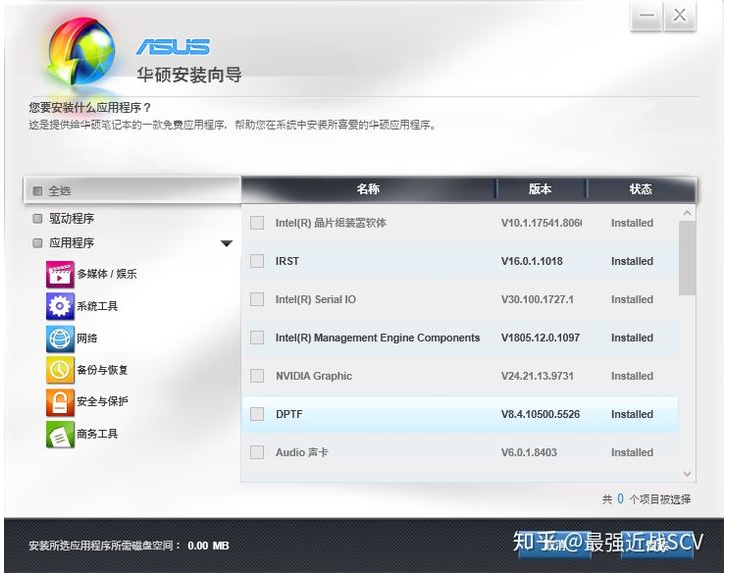 ASUS
华硕安装向导
您要安装什么应用程序？
这是提供给华硕笔记本的一款免费应用程序, 帮助您在系统中安装所喜爱的华硕应用程序。
全选
名称 版本 状态
驱动程序
应用程序
多媒体 / 娱乐
系统工具
网络
备份与恢复
安全与保护
商务工具
Intel(R) 晶片组装置软体 V10.1.17541.806 Installed
IRST V16.0.1.1018 Installed
Intel(R) Serial IO V30.100.1727.1 Installed
Intel(R) Management Engine Components V1805.12.0.1097 Installed
NVIDIA Graphic V24.21.13.9731 Installed
DPTF V8.4.10500.5526 Installed
Audio 声卡 V6.0.1.8403 Installed
共 0 个项目被选择
安装所选应用程序所需磁盘空间： 0.00 MB
取消
知乎 @最强近战SCV